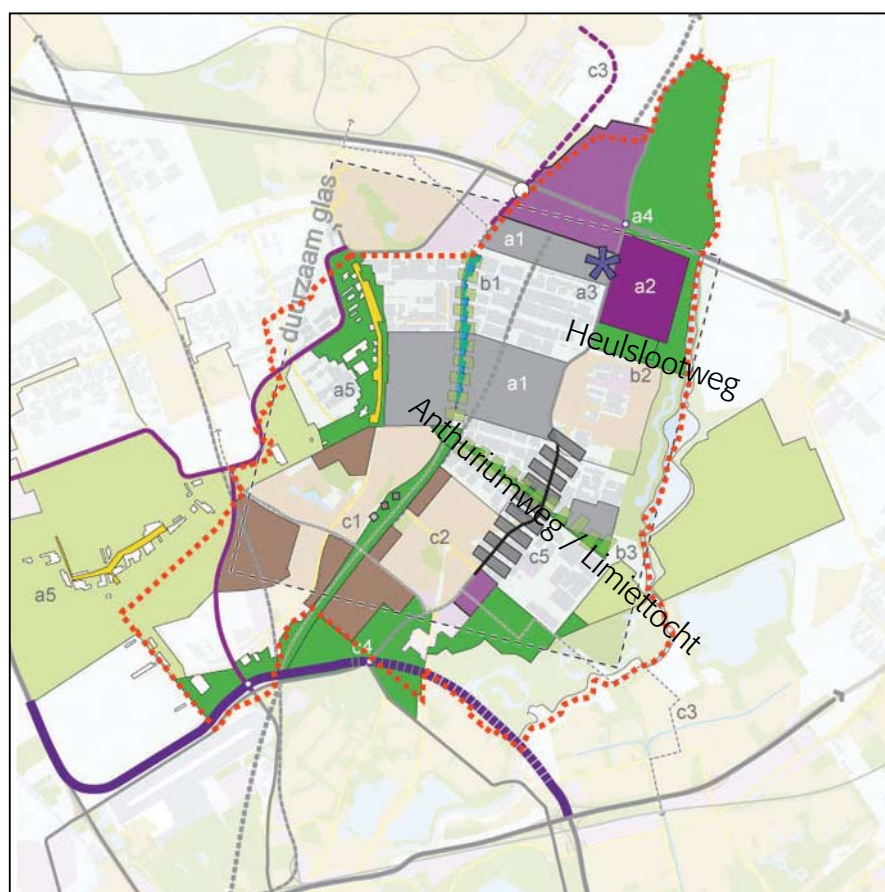 c3
duurzaam glas
a4
a1
b1
a3
a2
Heulslootweg
b2
a5
a1
Anthuriumweg / Limiettocht
c1
c2
c5
b3
a5
c4
c3